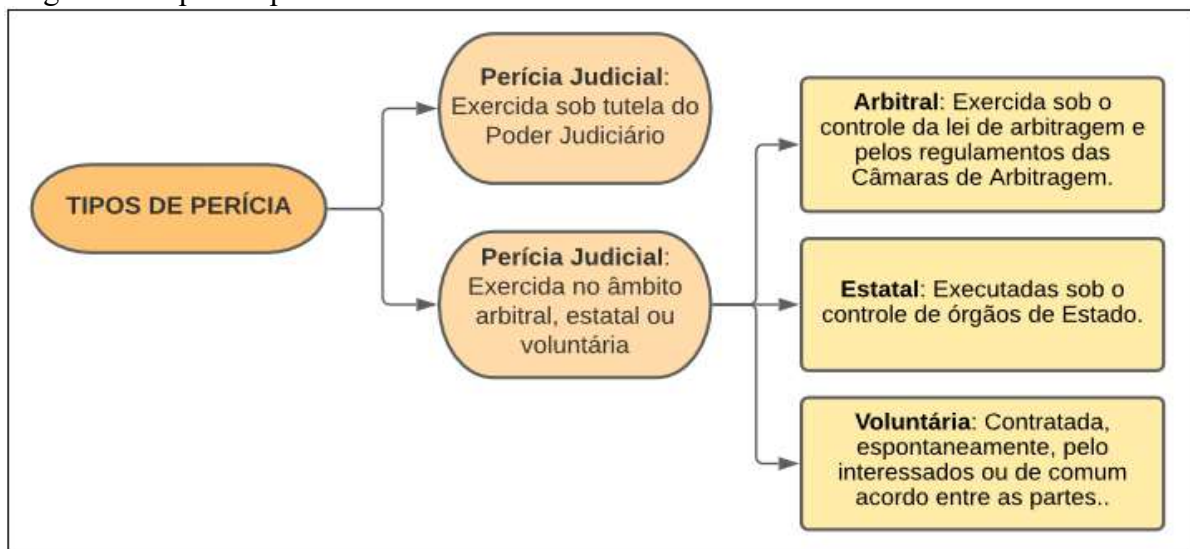 TIPOS DE PERÍCIA
Perícia Judicial:
Exercida sob tutela do
Poder Judiciário
Perícia Judicial:
Exercida no âmbito
arbitral, estatal ou
voluntária
Arbitral: Exercida sob o
controle da lei de arbitragem e
pelos regulamentos das
Câmaras de Arbitragem.
Estatal: Executadas sob o
controle de órgãos de Estado.
Voluntária: Contratada,
espontaneamente, pelo
interessados ou de comum
acordo entre as partes..